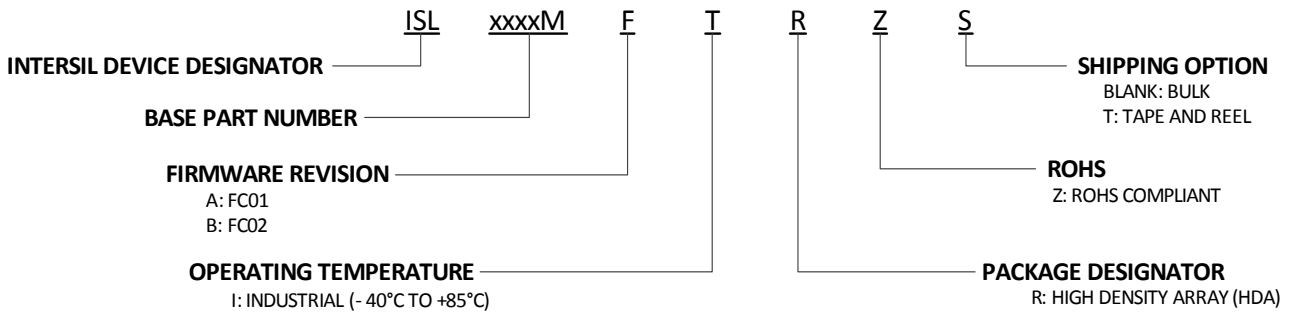 ISL xxxxM F T R Z S
INTERSIL DEVICE DESIGNATOR
BASE PART NUMBER
FIRMWARE REVISION
A: FC01
B: FC02
OPERATING TEMPERATURE
I: INDUSTRIAL (- 40°C TO +85°C)
SHIPPING OPTION
BLANK: BULK
T: TAPE AND REEL
ROHS
Z: ROHS COMPLIANT
PACKAGE DESIGNATOR
R: HIGH DENSITY ARRAY (HDA)